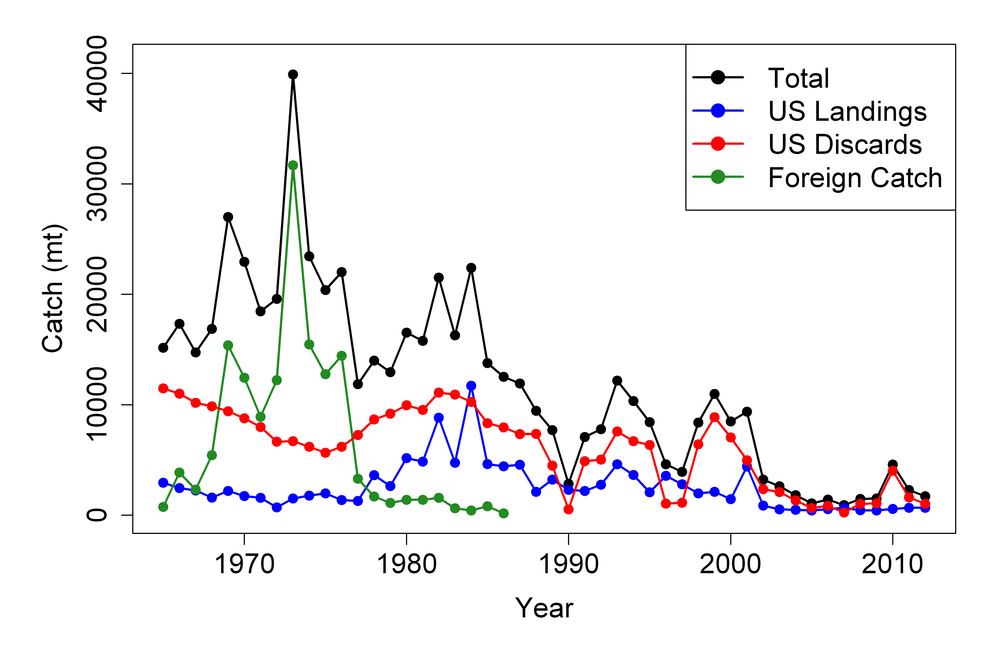 Catch (mt)
40000
30000
20000
10000
0
Total
US Landings
US Discards
Foreign Catch
1970 1980 1990 2000 2010
Year